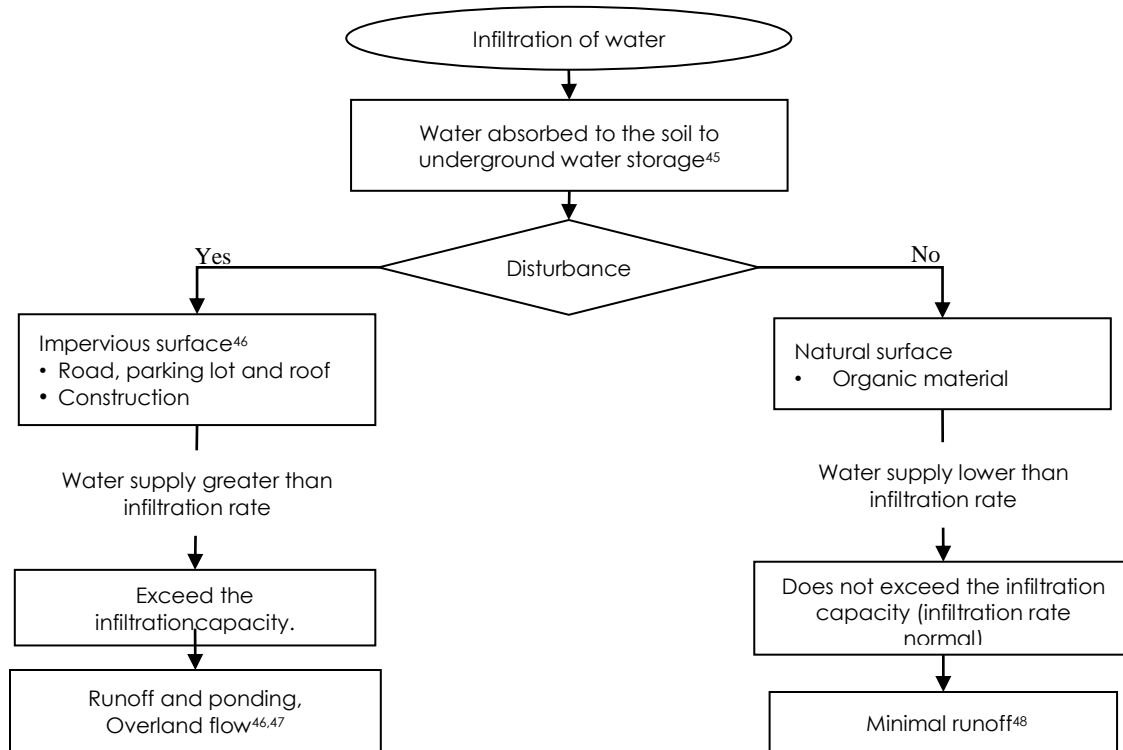 Infiltration of water
Water absorbed to the soil to
underground water storage⁴⁵
Yes
Disturbance
No
Impervious surface⁴⁶
• Road, parking lot and roof
• Construction
Natural surface
• Organic material
Water supply greater than
infiltration rate
Water supply lower than
infiltration rate
Exceed the
infiltrationcapacity.
Does not exceed the infiltration
capacity (infiltration rate
normal)
Runoff and ponding,
Overland flow⁴⁶,⁴⁷
Minimal runoff⁴⁸